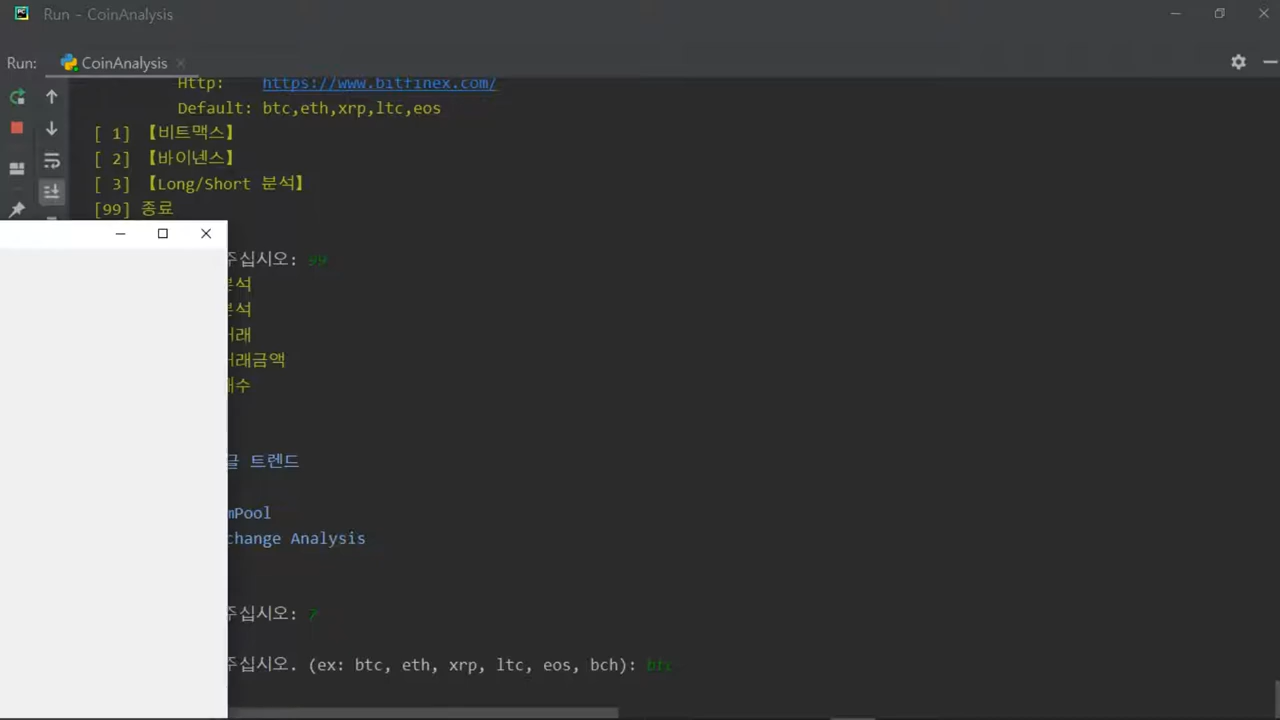 Run - CoinAnalysis
Run: CoinAnalysis
Http: https://www.bitfinex.com/
Default: btc,eth,xrp,ltc,eos
[ 1] 【비트맥스】
[ 2] 【바이넨스】
[ 3] 【Long/Short 분석】
[99] 종료
주십시오: 99
분석
분석
거래
거래금액
매수
글 트렌드
mPool
change Analysis
주십시오: 7
주십시오. (ex: btc, eth, xrp, ltc, eos, bch): btc